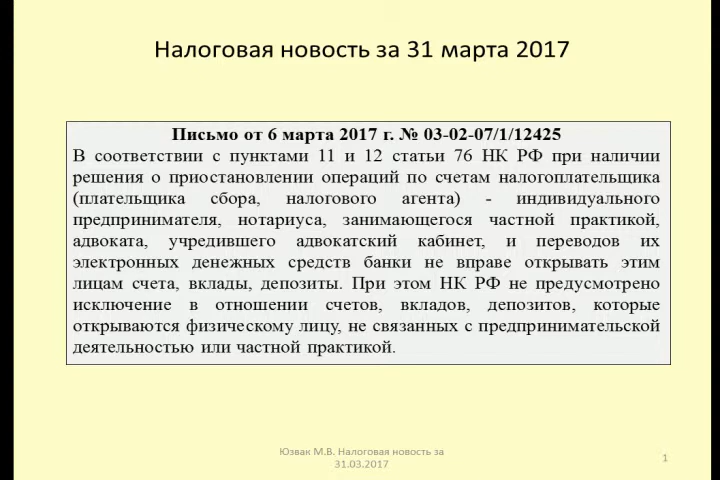 Налоговая новость за 31 марта 2017
Письмо от 6 марта 2017 г. № 03-02-07/1/12425
В соответствии с пунктами 11 и 12 статьи 76 НК РФ при наличии
решения о приостановлении операций по счетам налогоплательщика
(плательщика сбора, налогового агента) - индивидуального
предпринимателя, нотариуса, занимающегося частной практикой,
адвоката, учредившего адвокатский кабинет, и переводов их
электронных денежных средств банки не вправе открывать этим
лицам счета, вклады, депозиты. При этом НК РФ не предусмотрено
исключение в отношении счетов, вкладов, депозитов, которые
открываются физическому лицу, не связанных с предпринимательской
деятельностью или частной практикой.
Юзвак М.В. Налоговая новость за
31.03.2017
1